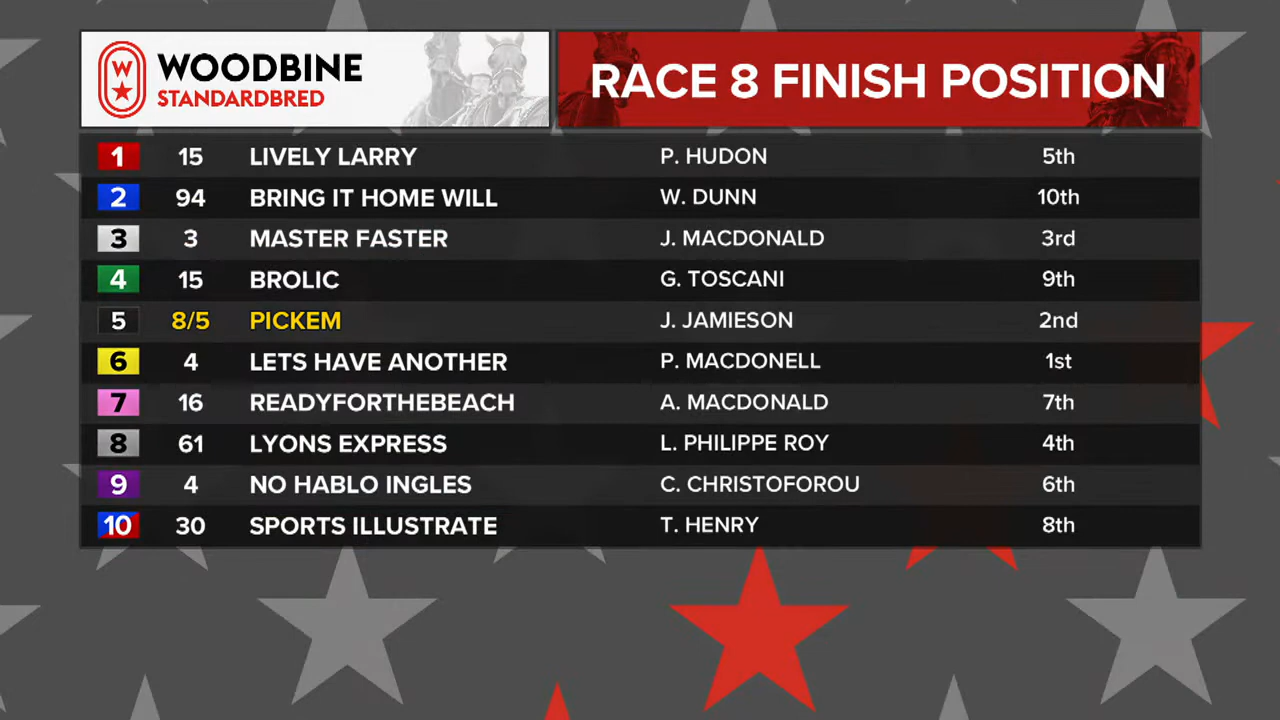 W
WOODBINE
STANDARDBRED
RACE 8 FINISH POSITION
1 15 LIVELY LARRY P. HUDON 5th
2 94 BRING IT HOME WILL W. DUNN 10th
3 3 MASTER FASTER J. MACDONALD 3rd
4 15 BROLIC G. TOSCANI 9th
5 8/5 PICKEM J. JAMIESON 2nd
6 4 LETS HAVE ANOTHER P. MACDONELL 1st
7 16 READYFORTHEBEACH A. MACDONALD 7th
8 61 LYONS EXPRESS L. PHILIPPE ROY 4th
9 4 NO HABLO INGLES C. CHRISTOFOROU 6th
10 30 SPORTS ILLUSTRATE T. HENRY 8th